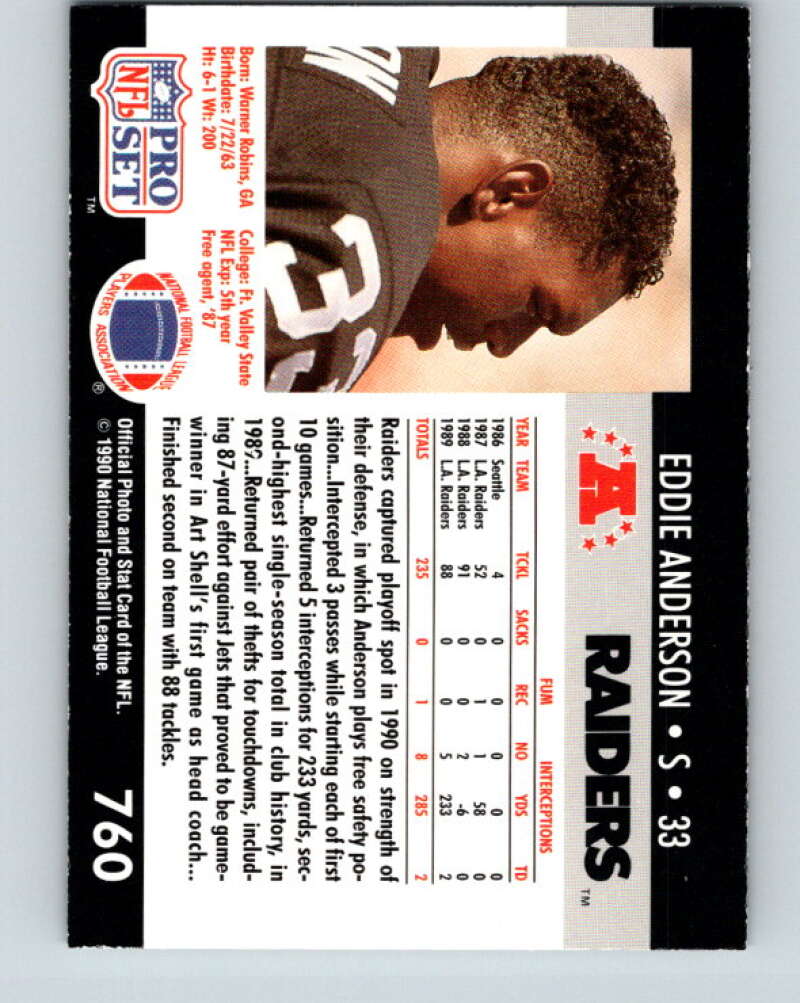 EDDIE ANDERSON • S • 33
A
RAIDERS™
FUM INTERCEPTIONS
YEAR TEAM TCKL SACKS REC NO YDS TD
1986 Seattle 4 0 0 0 0 0
1987 L.A. Raiders 52 0 1 1 58 0
1988 L.A. Raiders 91 0 0 2 -6 0
1989 L.A. Raiders 88 0 0 5 233 2
TOTALS 235 0 1 8 285 2
Raiders captured playoff spot in 1990 on strength of
their defense, in which Anderson plays free safety po-
sition...Intercepted 3 passes while starting each of first
10 games...Returned 5 interceptions for 233 yards, sec-
ond-highest single-season total in club history, in
1989...Returned pair of thefts for touchdowns, includ-
ing 87-yard effort against Jets that proved to be game-
winner in Art Shell's first game as head coach...
Finished second on team with 88 tackles.
Born: Warner Robins, GA
Birthdate: 7/22/63
Ht: 6-1 Wt: 200
College: Ft. Valley State
NFL Exp: 5th year
Free agent, '87
NFL
PRO
SET
TM
NATIONAL FOOTBALL LEAGUE
PLAYERS ASSOCIATION
®
Official Photo and Stat Card of the NFL.
© 1990 National Football League.
760